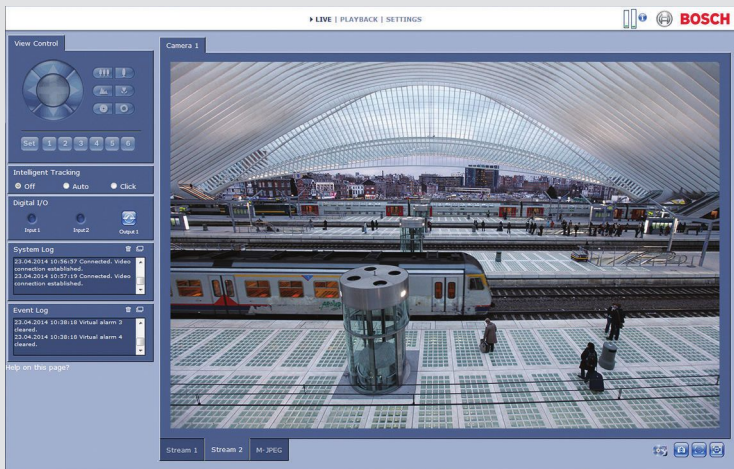 LIVE | PLAYBACK | SETTINGS
BOSCH
View Control
Camera 1
Set 1 2 3 4 5 6
Intelligent Tracking
Off Auto Click
Digital I/O
Input 1 Input 2 Output 1
System Log
23.04.2014 10:56:57 Connected. Video
connection established.
23.04.2014 10:57:19 Connected. Video
connection established.
Event Log
23.04.2014 10:38:18 Virtual alarm 3
cleared.
23.04.2014 10:38:18 Virtual alarm 4
cleared.
Help on this page?
Stream 1 Stream 2 M-JPEG